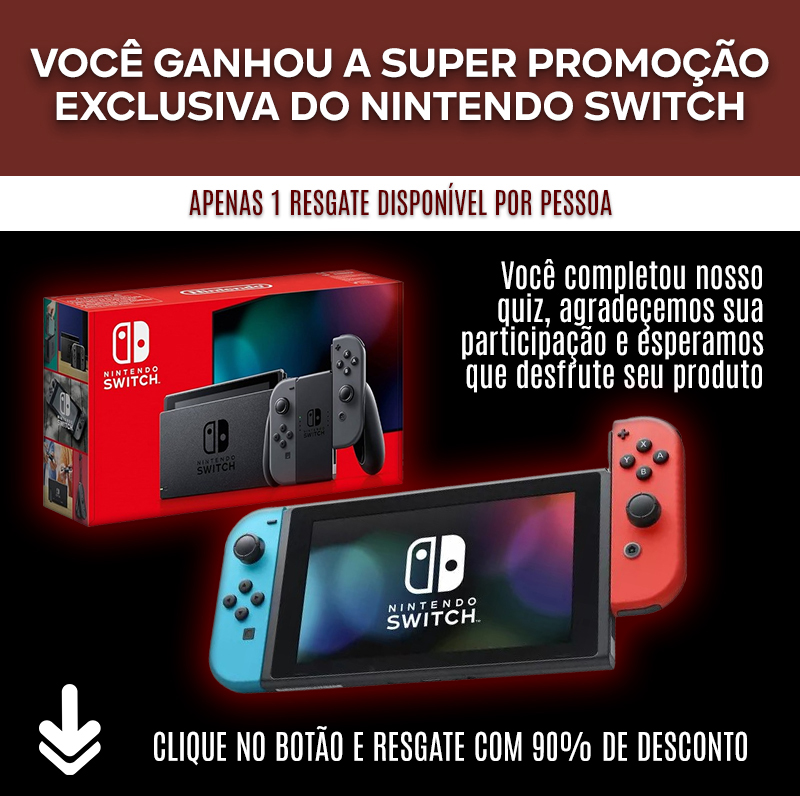 VOCÊ GANHOU A SUPER PROMOÇÃO
EXCLUSIVA DO NINTENDO SWITCH
APENAS 1 RESGATE DISPONÍVEL POR PESSOA
Você completou nosso
quiz, agradeçemos sua
participação e esperamos
que desfrute seu produto
Nintendo
NINTENDO
SWITCH
NINTENDO
SWITCH
X
Y
A
B
NINTENDO
SWITCH
CLIQUE NO BOTÃO E RESGATE COM 90% DE DESCONTO